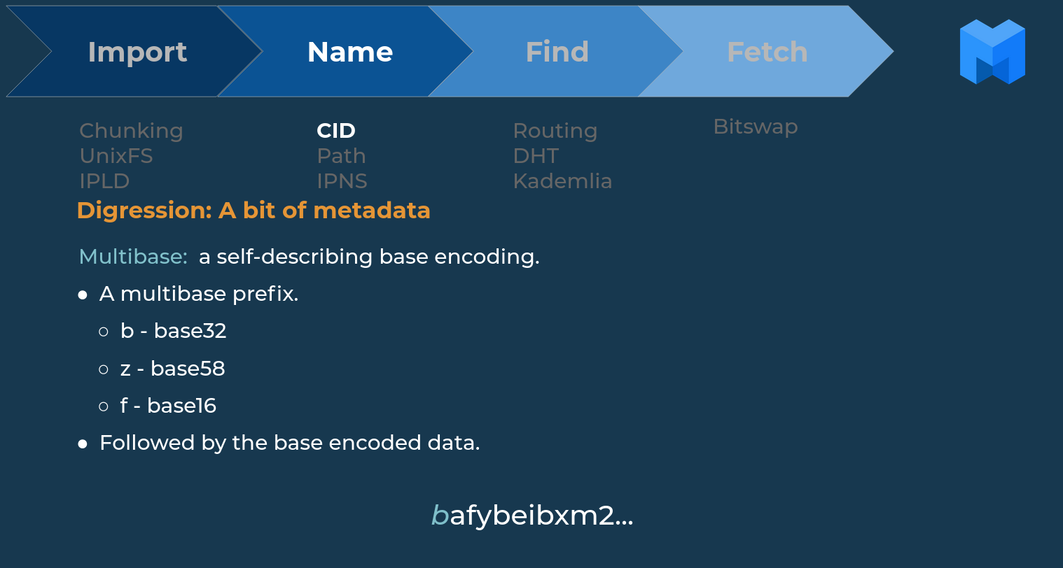 Import Name Find Fetch
Chunking CID Routing Bitswap
UnixFS Path DHT
IPLD IPNS Kademlia
Digression: A bit of metadata
Multibase: a self-describing base encoding.
● A multibase prefix.
○ b - base32
○ z - base58
○ f - base16
● Followed by the base encoded data.
bafybeibxm2...